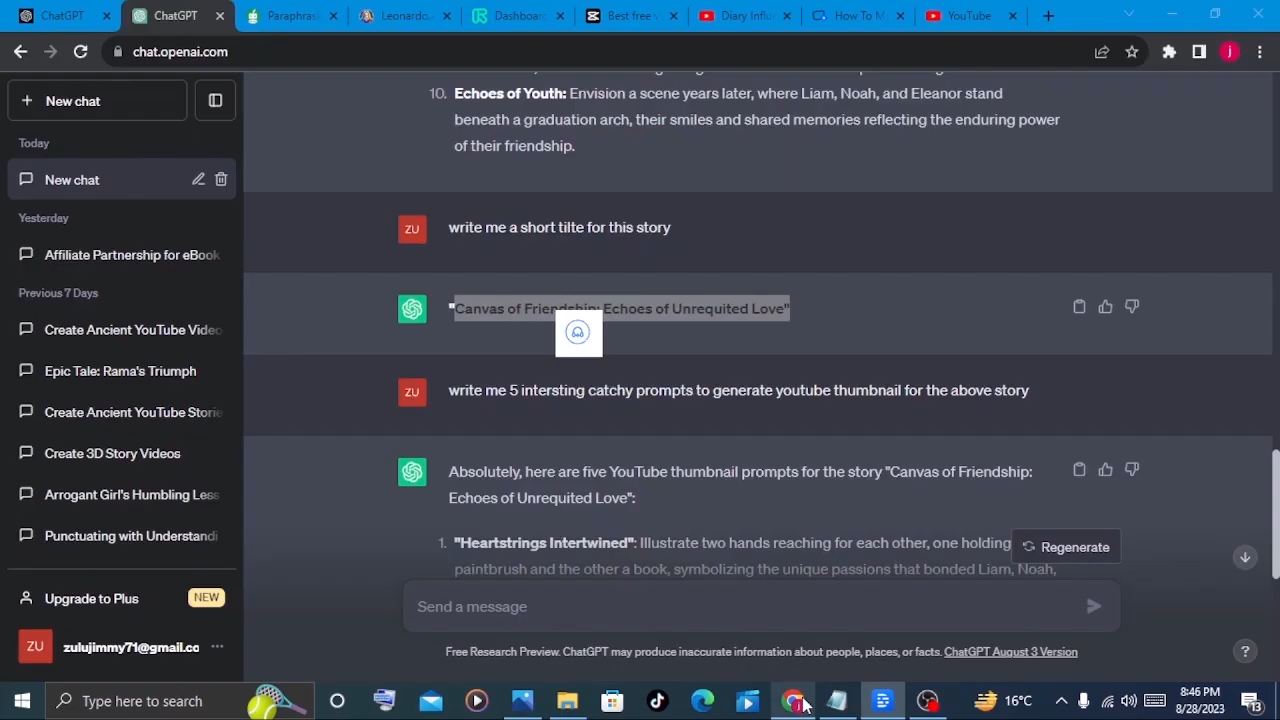 ChatGPT
ChatGPT
Paraphras
Leonardo.A
Dashboard
Best free v
Diary Influe
How To M
YouTube
chat.openai.com
j
New chat
Today
New chat
Yesterday
Affiliate Partnership for eBook
Previous 7 Days
Create Ancient YouTube Video
Epic Tale: Rama's Triumph
Create Ancient YouTube Storie
Create 3D Story Videos
Arrogant Girl's Humbling Less
Punctuating with Understandi
Upgrade to Plus
NEW
ZU
zulujimmy71@gmail.co
10. Echoes of Youth: Envision a scene years later, where Liam, Noah, and Eleanor stand
beneath a graduation arch, their smiles and shared memories reflecting the enduring power
of their friendship.
ZU
write me a short tilte for this story
"Canvas of Friendship: Echoes of Unrequited Love"
ZU
write me 5 intersting catchy prompts to generate youtube thumbnail for the above story
Absolutely, here are five YouTube thumbnail prompts for the story "Canvas of Friendship:
Echoes of Unrequited Love":
1. "Heartstrings Intertwined": Illustrate two hands reaching for each other, one holding
paintbrush and the other a book, symbolizing the unique passions that bonded Liam, Noah,
Regenerate
Send a message
Free Research Preview. ChatGPT may produce inaccurate information about people, places, or facts. ChatGPT August 3 Version
?
Type here to search
16°C
8:46 PM
8/28/2023
13